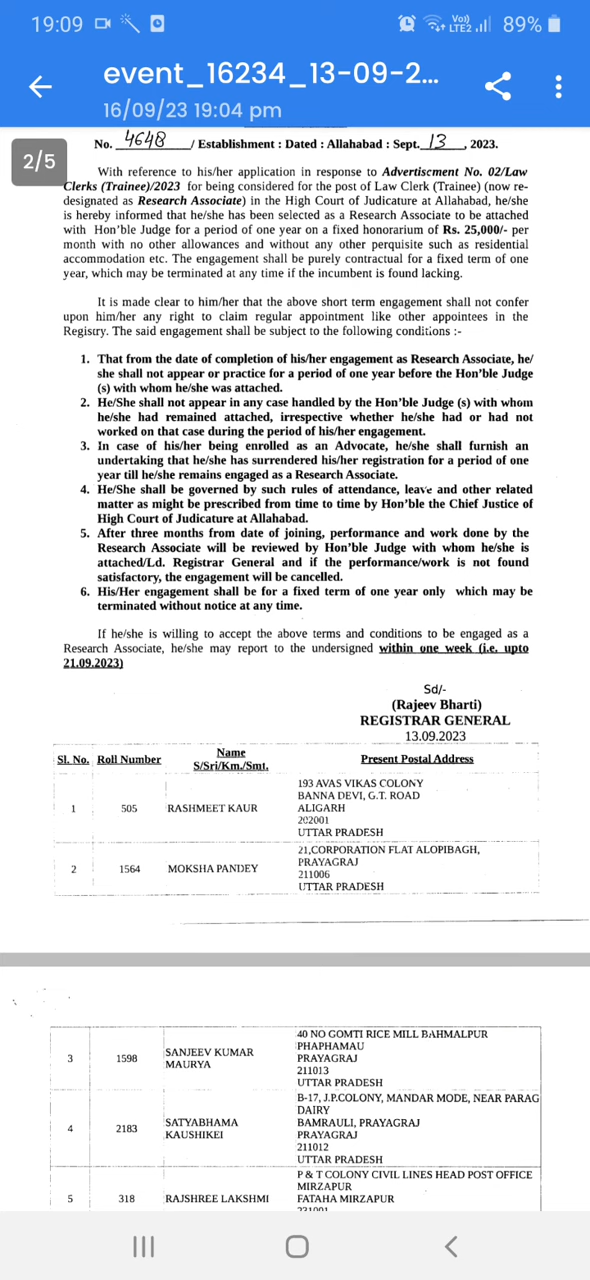 19:09
Vo)) LTE2 89%
event_16234_13-09-2...
16/09/23 19:04 pm
2/5
No. 4648 / Establishment : Dated : Allahabad : Sept. 13 , 2023.
With reference to his/her application in response to Advertisement No. 02/Law
Clerks (Trainee)/2023 for being considered for the post of Law Clerk (Trainee) (now re-
designated as Research Associate) in the High Court of Judicature at Allahabad, he/she
is hereby informed that he/she has been selected as a Research Associate to be attached
with Hon'ble Judge for a period of one year on a fixed honorarium of Rs. 25,000/- per
month with no other allowances and without any other perquisite such as residential
accommodation etc. The engagement shall be purely contractual for a fixed term of one
year, which may be terminated at any time if the incumbent is found lacking.
It is made clear to him/her that the above short term engagement shall not confer
upon him/her any right to claim regular appointment like other appointees in the
Registry. The said engagement shall be subject to the following conditions :-
1. That from the date of completion of his/her engagement as Research Associate, he/
she shall not appear or practice for a period of one year before the Hon'ble Judge
(s) with whom he/she was attached.
2. He/She shall not appear in any case handled by the Hon'ble Judge (s) with whom
he/she had remained attached, irrespective whether he/she had or had not
worked on that case during the period of his/her engagement.
3. In case of his/her being enrolled as an Advocate, he/she shall furnish an
undertaking that he/she has surrendered his/her registration for a period of one
year till he/she remains engaged as a Research Associate.
4. He/She shall be governed by such rules of attendance, leave and other related
matter as might be prescribed from time to time by Hon'ble the Chief Justice of
High Court of Judicature at Allahabad.
5. After three months from date of joining, performance and work done by the
Research Associate will be reviewed by Hon'ble Judge with whom he/she is
attached/Ld. Registrar General and if the performance/work is not found
satisfactory, the engagement will be cancelled.
6. His/Her engagement shall be for a fixed term of one year only which may be
terminated without notice at any time.
If he/she is willing to accept the above terms and conditions to be engaged as a
Research Associate, he/she may report to the undersigned within one week (i.e. upto
21.09.2023)
Sd/-
(Rajeev Bharti)
REGISTRAR GENERAL
13.09.2023
Sl. No. Roll Number Name S/Sri/Km./Smt. Present Postal Address
1 505 RASHMEET KAUR 193 AVAS VIKAS COLONY
BANNA DEVI, G.T. ROAD
ALIGARH
202001
UTTAR PRADESH
2 1564 MOKSHA PANDEY 21,CORPORATION FLAT ALOPIBAGH,
PRAYAGRAJ
211006
UTTAR PRADESH
3 1598 SANJEEV KUMAR MAURYA 40 NO GOMTI RICE MILL BAHMALPUR
PHAPHAMAU
PRAYAGRAJ
211013
UTTAR PRADESH
4 2183 SATYABHAMA KAUSHIKEI B-17, J.P.COLONY, MANDAR MODE, NEAR PARAG
DAIRY
BAMRAULI, PRAYAGRAJ
PRAYAGRAJ
211012
UTTAR PRADESH
5 318 RAJSHREE LAKSHMI P & T COLONY CIVIL LINES HEAD POST OFFICE
MIRZAPUR
FATAHA MIRZAPUR